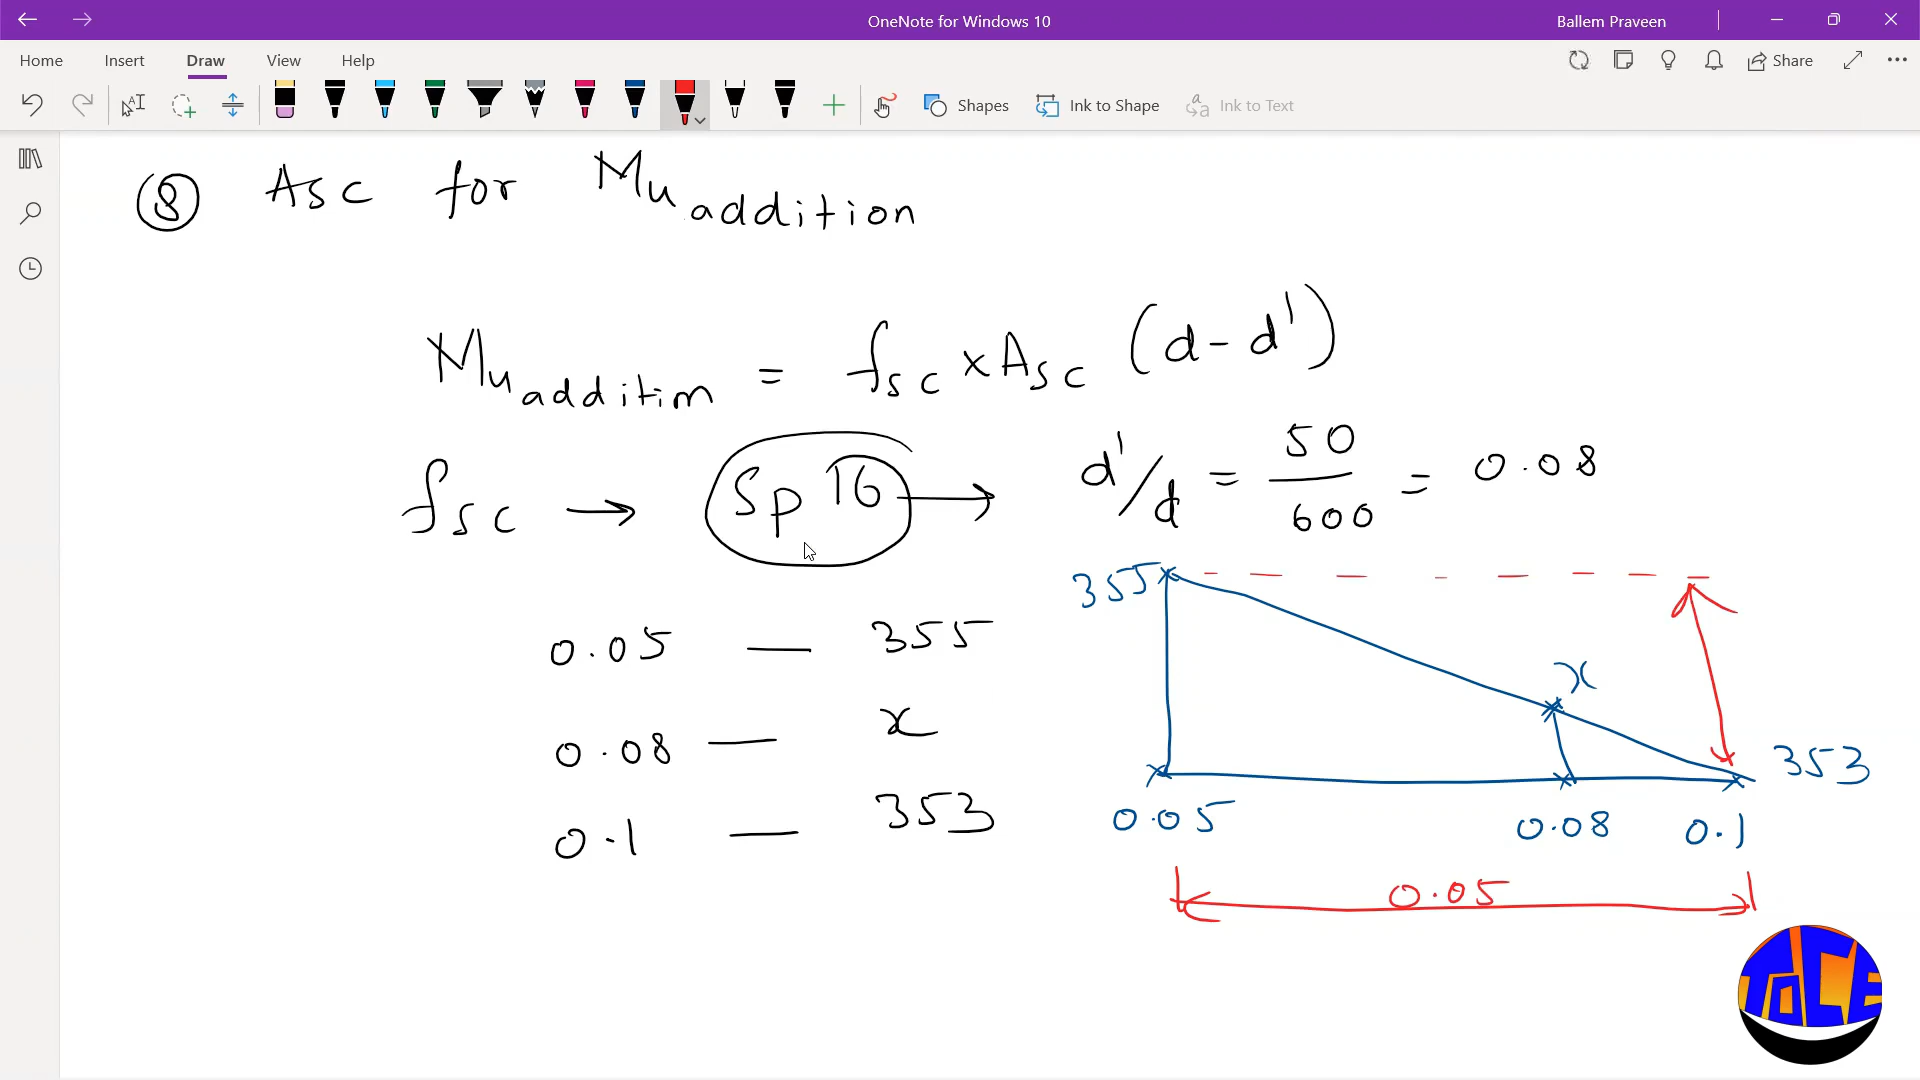 OneNote for Windows 10
Ballem Praveen
Home Insert Draw View Help
Share
Shapes Ink to Shape Ink to Text
⑧ Asc for Mu addition
Mu additim = fsc x Asc (d - d')
fsc → Sp 16 → d'/d = 50/600 = 0.08
0.05 — 355
0.08 — x
0.1 — 353
355
x
353
0.05 0.08 0.1
0.05